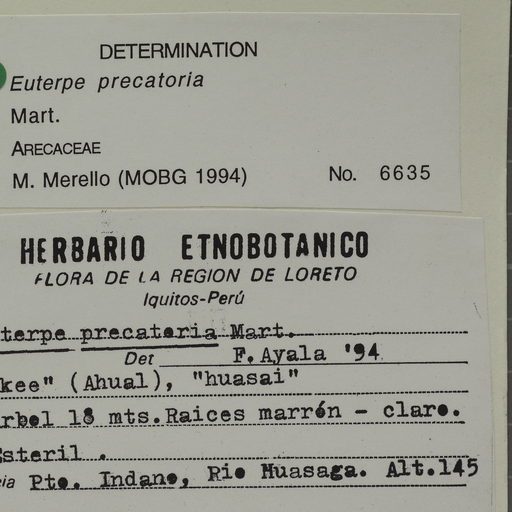 DETERMINATION
Euterpe precatoria
Mart.
ARECACEAE
M. Merello (MOBG 1994) No. 6635
HERBARIO ETNOBOTANICO
FLORA DE LA REGION DE LORETO
Iquitos-Perú
terpe precatoria Mart.
Det F. Ayala '94
kee" (Ahual), "huasai"
rbol 18 mts. Raices marrón - claro.
Esteril .
ia Pto. Indano, Rio Huasaga. Alt.145